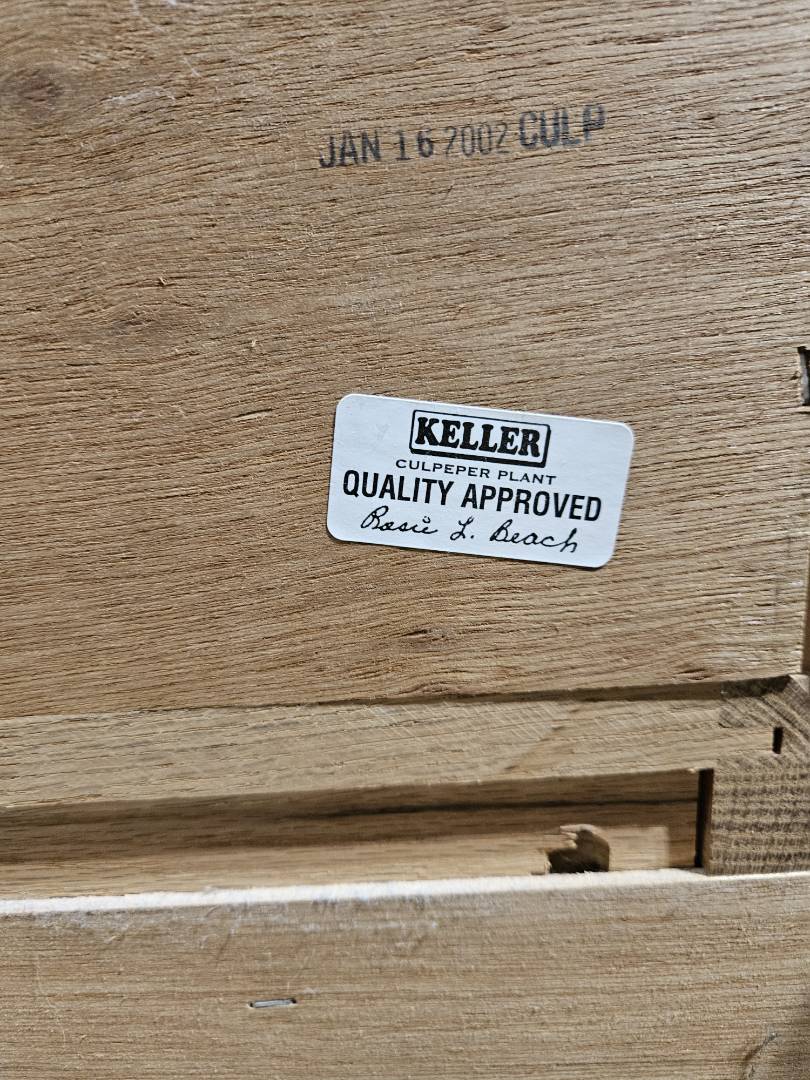 JAN 16 2002 CULP
KELLER
CULPEPER PLANT
QUALITY APPROVED
Rosie L. Beach